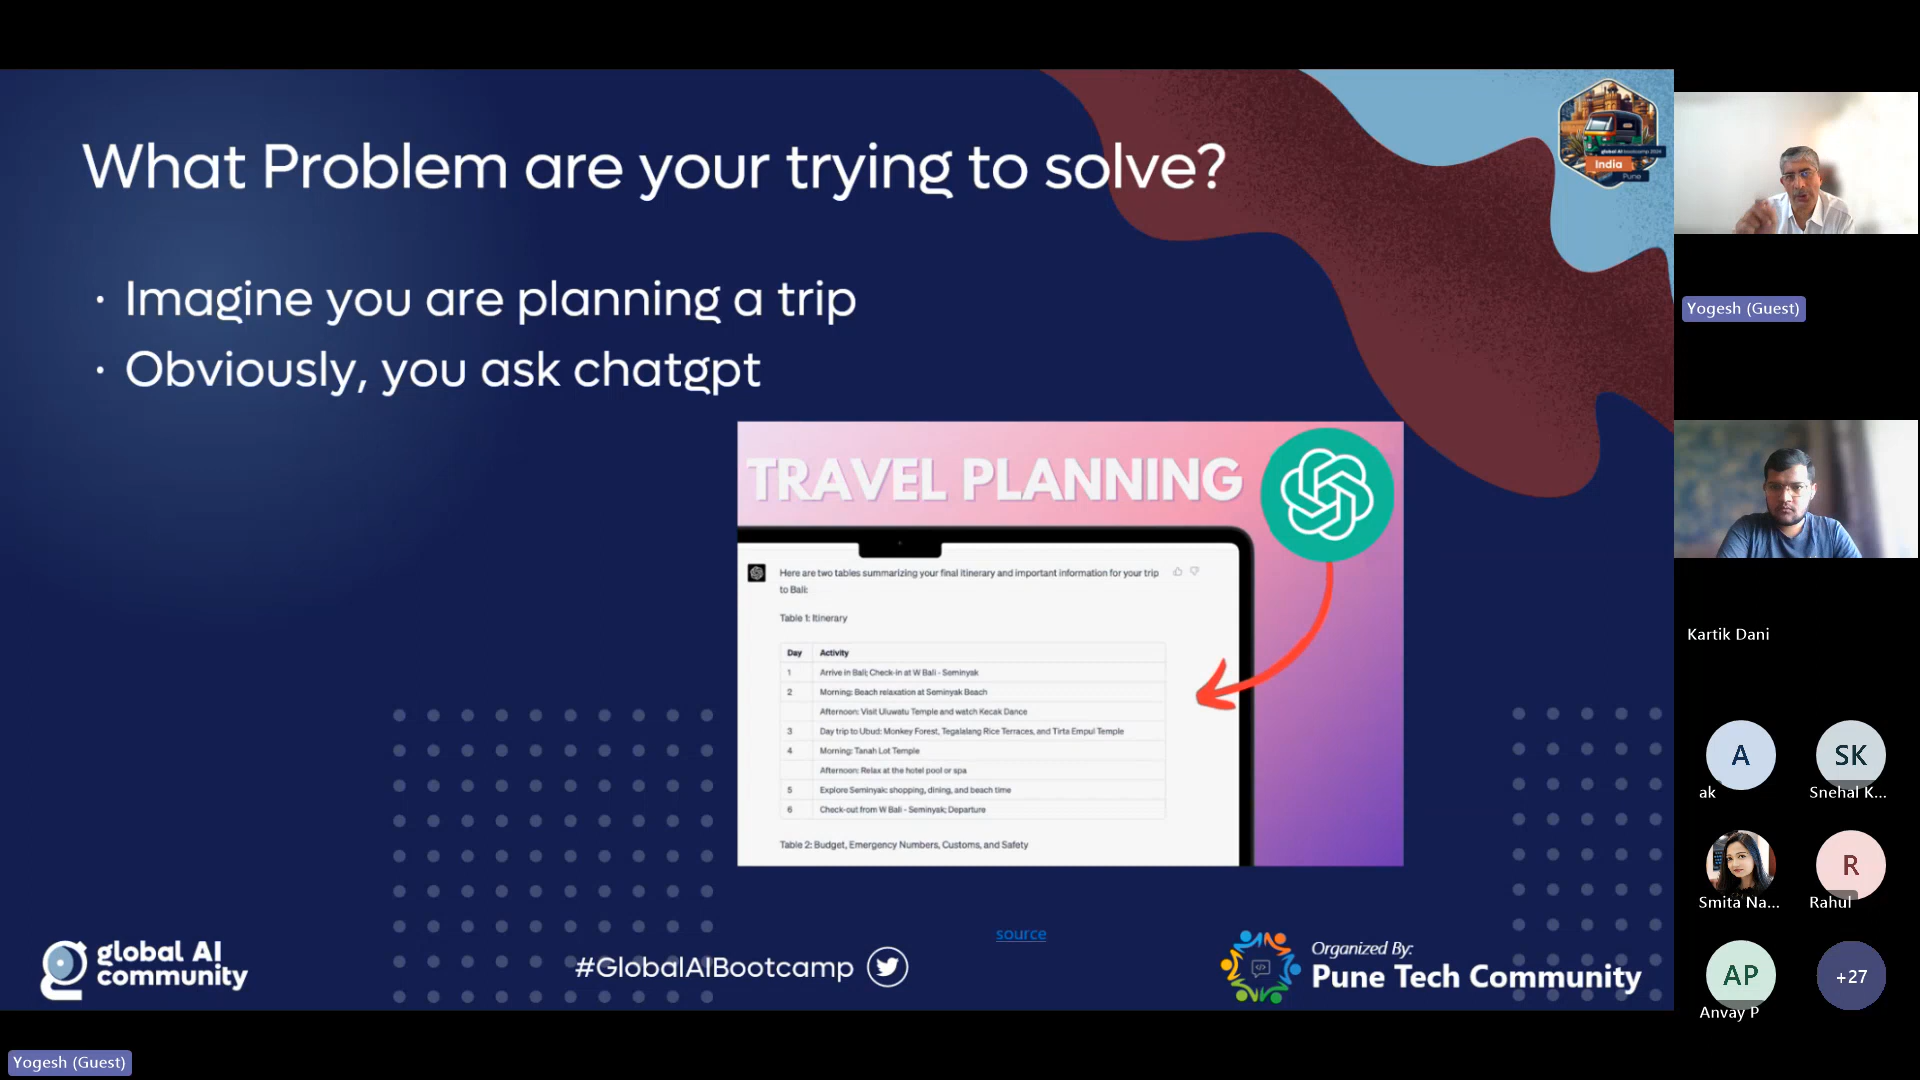 What Problem are your trying to solve?
· Imagine you are planning a trip
· Obviously, you ask chatgpt
global AI bootcamp 2024
India
Pune
TRAVEL PLANNING
Here are two tables summarizing your final itinerary and important information for your trip
to Bali:
Table 1: Itinerary
Day Activity
1 Arrive in Bali; Check-in at W Bali - Seminyak
2 Morning: Beach relaxation at Seminyak Beach
Afternoon: Visit Uluwatu Temple and watch Kecak Dance
3 Day trip to Ubud: Monkey Forest, Tegalalang Rice Terraces, and Tirta Empul Temple
4 Morning: Tanah Lot Temple
Afternoon: Relax at the hotel pool or spa
5 Explore Seminyak: shopping, dining, and beach time
6 Check-out from W Bali - Seminyak; Departure
Table 2: Budget, Emergency Numbers, Customs, and Safety
source
global AI
community
#GlobalAIBootcamp
Organized By:
Pune Tech Community
Yogesh (Guest)
Yogesh (Guest)
Kartik Dani
A
ak
SK
Snehal K...
Smita Na...
R
Rahul
AP
Anvay P
+27